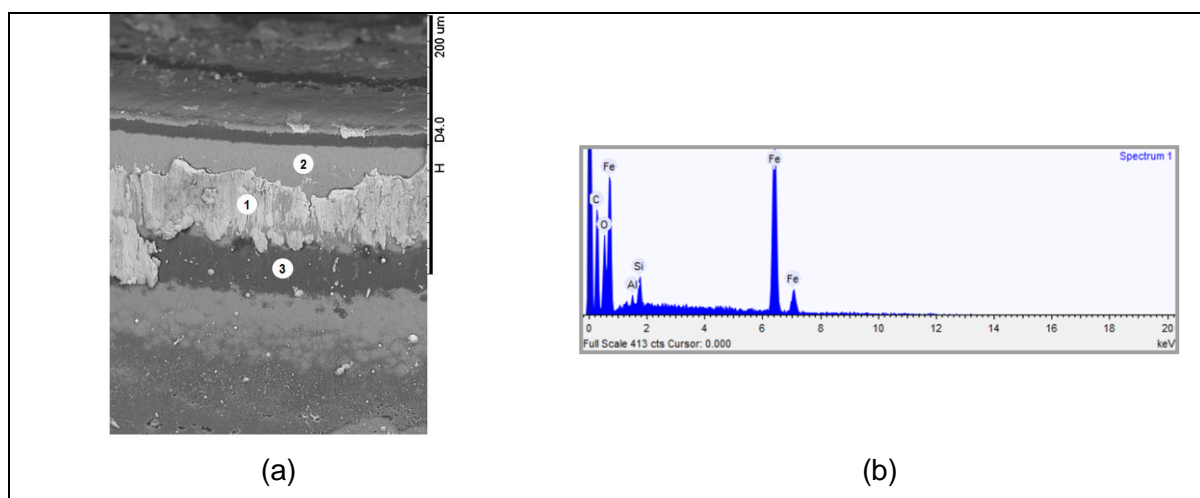 200 um
D4.0
H
2
1
3
Spectrum 1
Fe
Fe
C
O
Si
Al
Fe
0 2 4 6 8 10 12 14 16 18 20
Full Scale 413 cts Cursor: 0.000 keV
(a) (b)